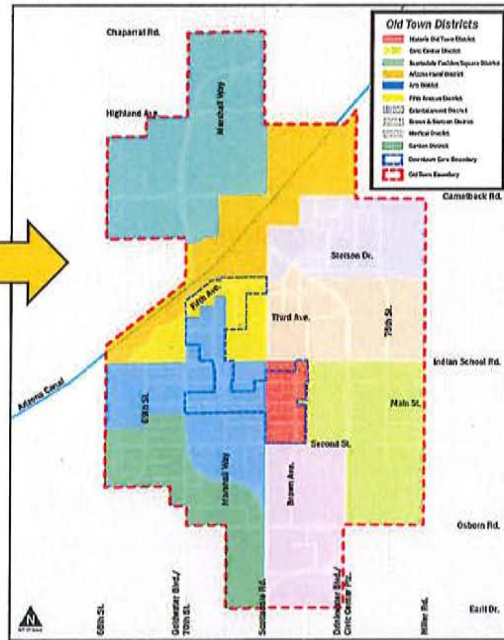 Old Town Districts
Historic Old Town District
Civic Center District
Scottsdale Fashion Square District
Arizona Canal District
Arts District
Fifth Avenue District
Entertainment District
Brown & Stetson District
Medical District
Garden District
Downtown Core Boundary
Old Town Boundary
Chaparral Rd.
Marshall Way
Highland Ave.
Camelback Rd.
Stetson Dr.
Fifth Ave.
Third Ave.
75th St.
Indian School Rd.
Arizona Canal
69th St.
Main St.
Second St.
Marshall Way
Brown Ave.
Osborn Rd.
68th St.
Goldwater Blvd./
70th St.
Scottsdale Rd.
Drinkwater Blvd./
Civic Center Plz.
Miller Rd.
Earll Dr.
N